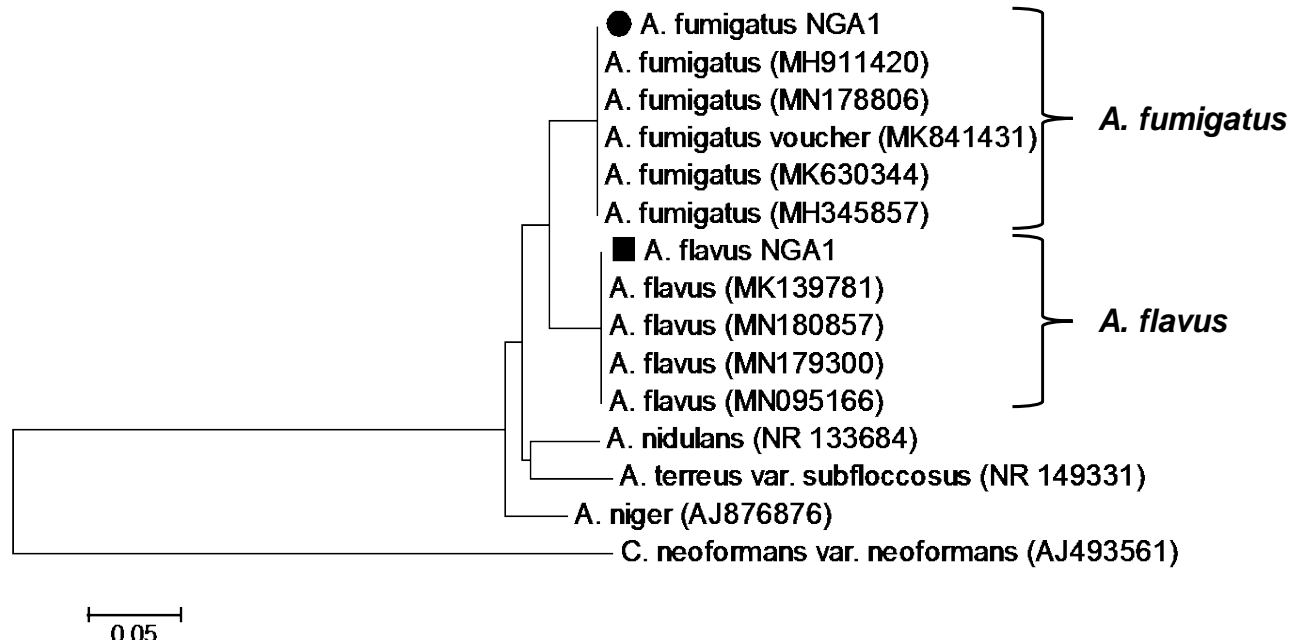 A. fumigatus NGA1
A. fumigatus (MH911420)
A. fumigatus (MN178806)
A. fumigatus voucher (MK841431)
A. fumigatus (MK630344)
A. fumigatus (MH345857)
A. fumigatus
A. flavus NGA1
A. flavus (MK139781)
A. flavus (MN180857)
A. flavus (MN179300)
A. flavus (MN095166)
A. flavus
A. nidulans (NR 133684)
A. terreus var. subfloccosus (NR 149331)
A. niger (AJ876876)
C. neoformans var. neoformans (AJ493561)
0.05